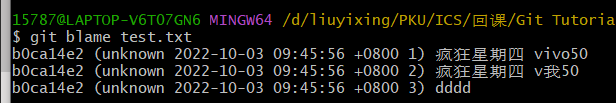 15787@LAPTOP-V6TO7GN6 MINGW64 /d/liuyixing/PKU/ICS/回课/Git Tutoria
$ git blame test.txt
b0ca14e2 (unknown 2022-10-03 09:45:56 +0800 1) 疯狂星期四 vivo50
b0ca14e2 (unknown 2022-10-03 09:45:56 +0800 2) 疯狂星期四 v我50
b0ca14e2 (unknown 2022-10-03 09:45:56 +0800 3) dddd